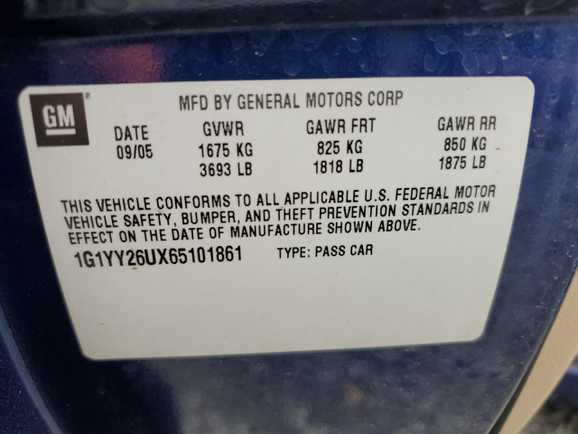 GM ®
MFD BY GENERAL MOTORS CORP
DATE GVWR GAWR FRT GAWR RR
09/05 1675 KG 825 KG 850 KG
3693 LB 1818 LB 1875 LB
THIS VEHICLE CONFORMS TO ALL APPLICABLE U.S. FEDERAL MOTOR
VEHICLE SAFETY, BUMPER, AND THEFT PREVENTION STANDARDS IN
EFFECT ON THE DATE OF MANUFACTURE SHOWN ABOVE.
1G1YY26UX65101861 TYPE: PASS CAR